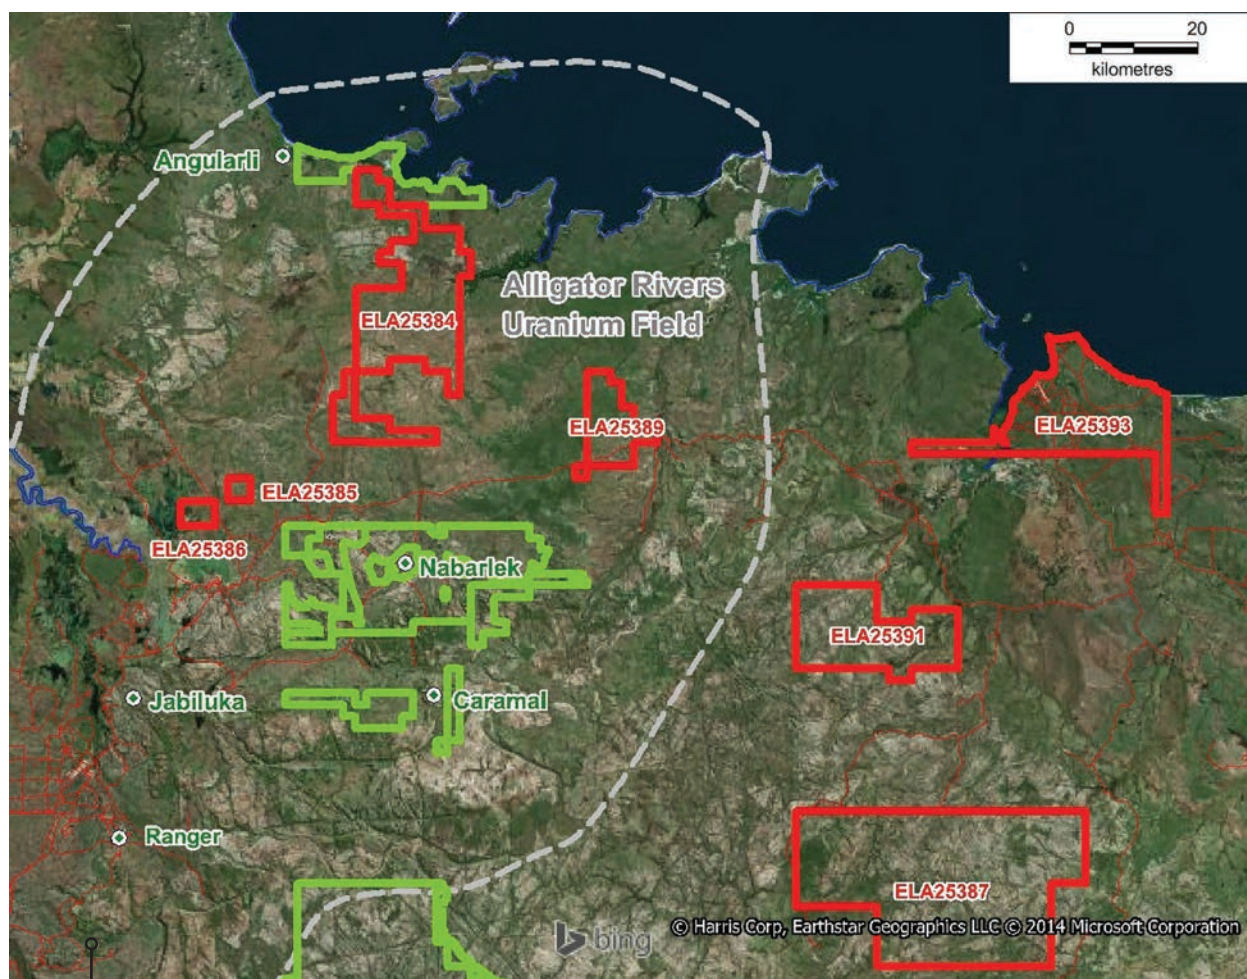 0 20
kilometres
Angularli
Alligator Rivers
Uranium Field
ELA25384
ELA25389
ELA25393
ELA25385
ELA25386
Nabarlek
ELA25391
Jabiluka
Caramal
Ranger
ELA25387
bing
© Harris Corp, Earthstar Geographics LLC © 2014 Microsoft Corporation